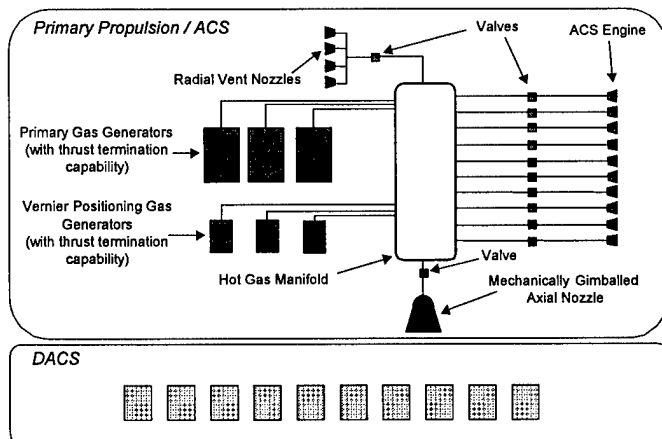 Primary Propulsion / ACS
Valves
ACS Engine
Radial Vent Nozzles
Primary Gas Generators
(with thrust termination
capability)
Vernier Positioning Gas
Generators
(with thrust termination
capability)
Hot Gas Manifold
Valve
Mechanically Gimballed
Axial Nozzle
DACS